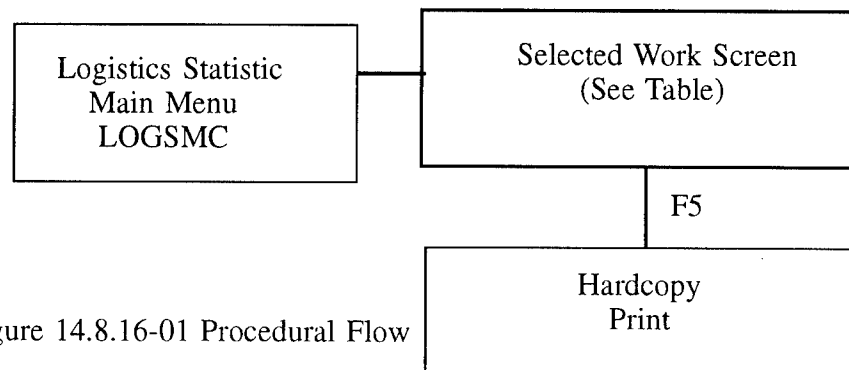 Logistics Statistic
Main Menu
LOGSMC
Selected Work Screen
(See Table)
F5
Hardcopy
Print
gure 14.8.16-01 Procedural Flow